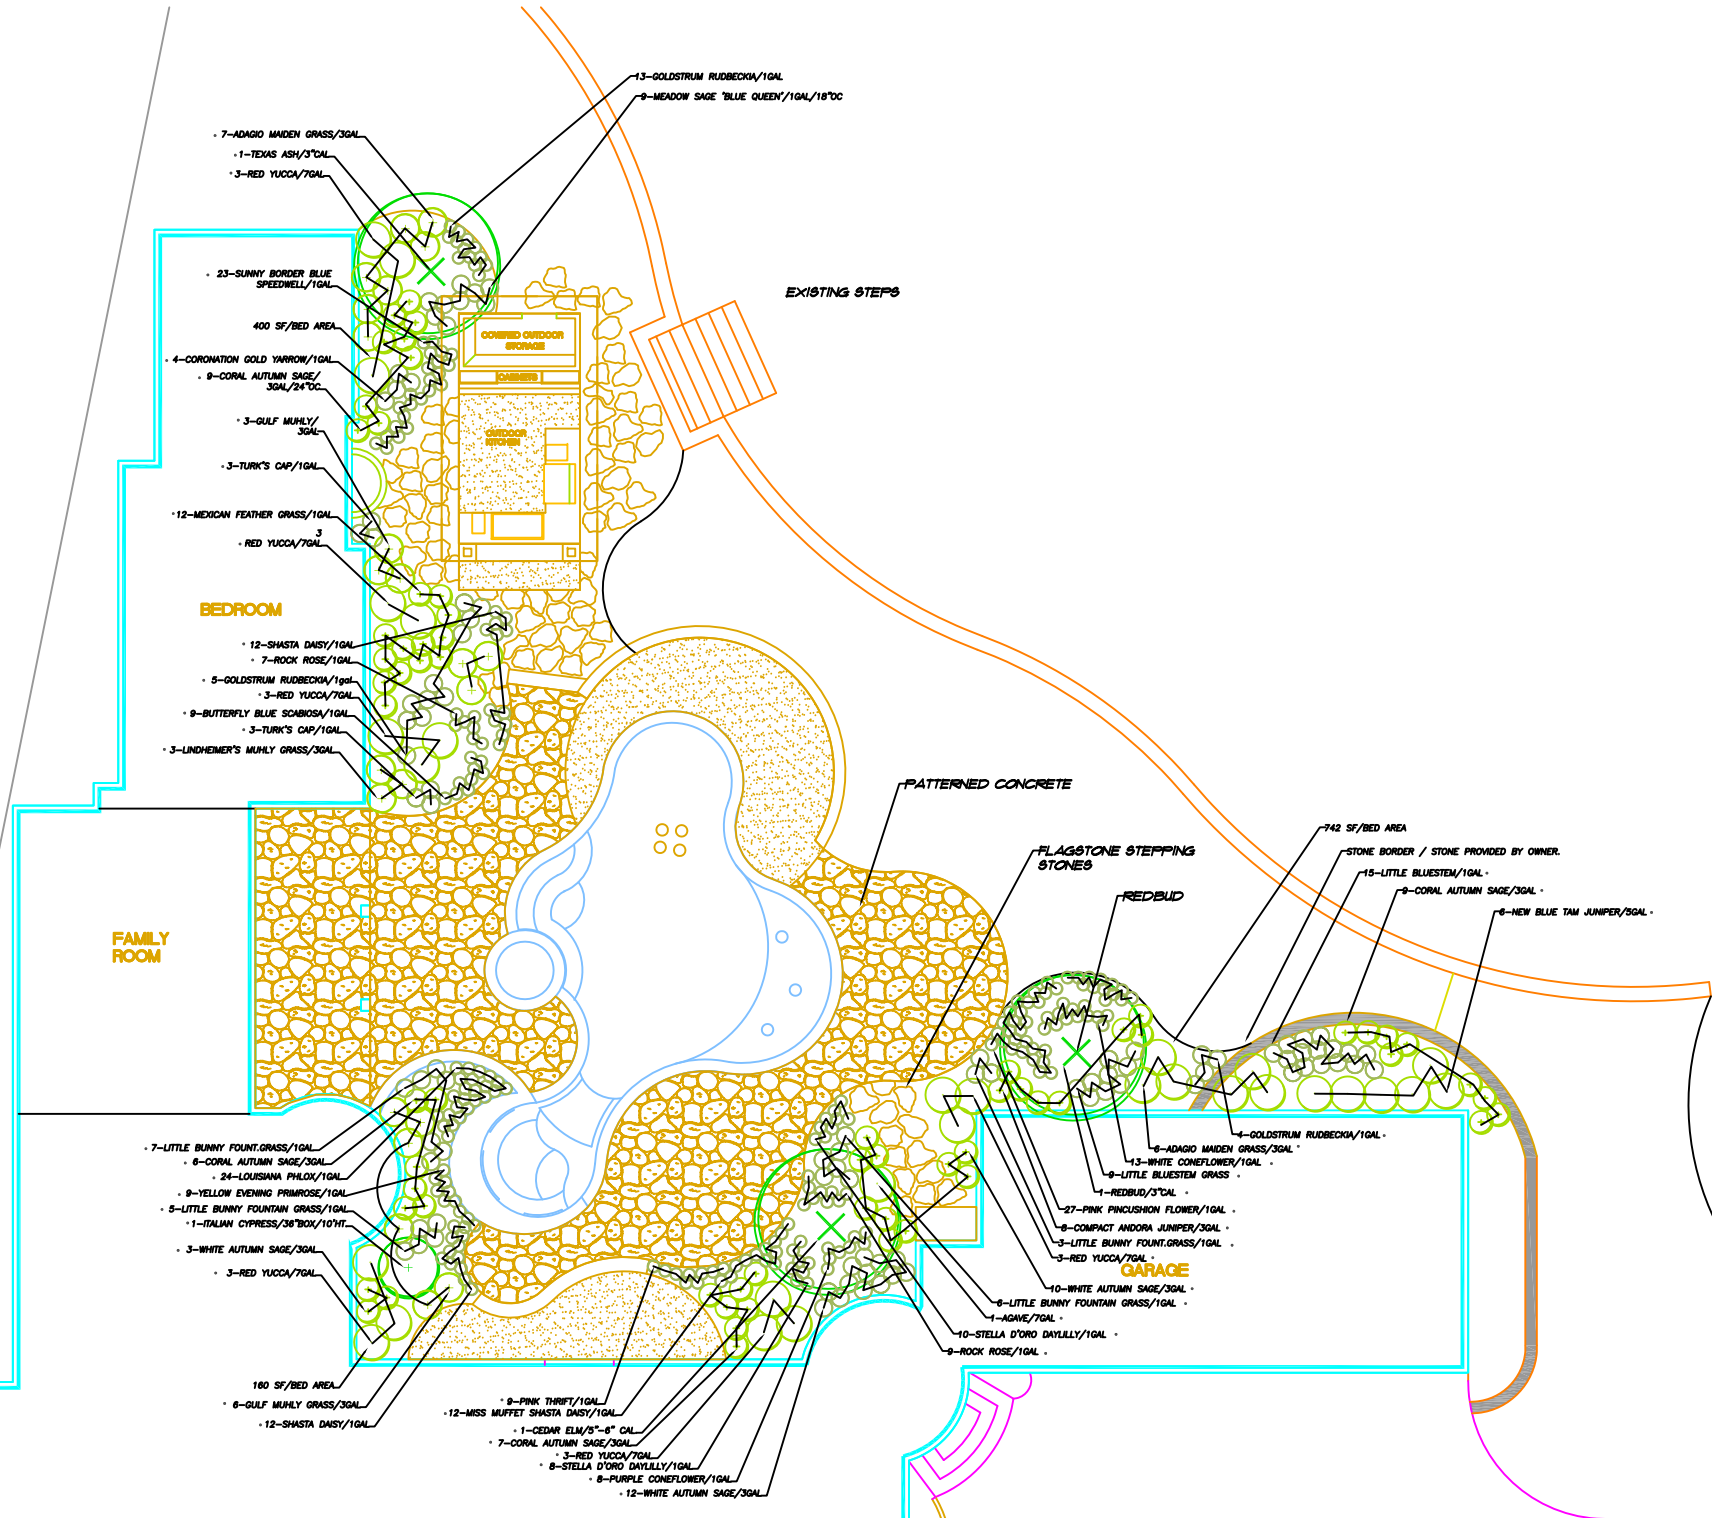 13-GOLDSTRUM RUDBECKIA/1GAL
9-MEADOW SAGE "BLUE QUEEN"/1GAL/18"OC
7-ADAGIO MAIDEN GRASS/3GAL
1-TEXAS ASH/3"CAL
3-RED YUCCA/7GAL
23-SUNNY BORDER BLUE
SPEEDWELL/1GAL
EXISTING STEPS
400 SF/BED AREA
COVERED OUTDOOR
STORAGE
4-CORONATION GOLD YARROW/1GAL
9-CORAL AUTUMN SAGE/
3GAL/24"OC
CABINETS
3-GULF MUHLY/
3GAL
OUTDOOR
KITCHEN
3-TURK'S CAP/1GAL
12-MEXICAN FEATHER GRASS/1GAL
3
RED YUCCA/7GAL
BEDROOM
12-SHASTA DAISY/1GAL
7-ROCK ROSE/1GAL
5-GOLDSTRUM RUDBECKIA/1gal
3-RED YUCCA/7GAL
9-BUTTERFLY BLUE SCABIOSA/1GAL
3-TURK'S CAP/1GAL
3-LINDHEIMER'S MUHLY GRASS/3GAL
PATTERNED CONCRETE
FLAGSTONE STEPPING
STONES
REDBUD
742 SF/BED AREA
STONE BORDER / STONE PROVIDED BY OWNER.
15-LITTLE BLUESTEM/1GAL
9-CORAL AUTUMN SAGE/3GAL
6-NEW BLUE TAM JUNIPER/5GAL
FAMILY
ROOM
7-LITTLE BUNNY FOUNT.GRASS/1GAL
6-CORAL AUTUMN SAGE/3GAL
24-LOUISIANA PHLOX/1GAL
9-YELLOW EVENING PRIMROSE/1GAL
5-LITTLE BUNNY FOUNTAIN GRASS/1GAL
1-ITALIAN CYPRESS/36"BOX/10'HT.
3-WHITE AUTUMN SAGE/3GAL
3-RED YUCCA/7GAL
160 SF/BED AREA
6-GULF MUHLY GRASS/3GAL
12-SHASTA DAISY/1GAL
4-GOLDSTRUM RUDBECKIA/1GAL
6-ADAGIO MAIDEN GRASS/3GAL
13-WHITE CONEFLOWER/1GAL
9-LITTLE BLUESTEM GRASS
1-REDBUD/3"CAL
27-PINK PINCUSHION FLOWER/1GAL
8-COMPACT ANDORA JUNIPER/3GAL
3-LITTLE BUNNY FOUNT.GRASS/1GAL
3-RED YUCCA/7GAL
GARAGE
10-WHITE AUTUMN SAGE/3GAL
6-LITTLE BUNNY FOUNTAIN GRASS/1GAL
1-AGAVE/7GAL
10-STELLA D'ORO DAYLILLY/1GAL
9-ROCK ROSE/1GAL
9-PINK THRIFT/1GAL
12-MISS MUFFET SHASTA DAISY/1GAL
1-CEDAR ELM/5"-6" CAL
7-CORAL AUTUMN SAGE/3GAL
3-RED YUCCA/7GAL
8-STELLA D'ORO DAYLILLY/1GAL
8-PURPLE CONEFLOWER/1GAL
12-WHITE AUTUMN SAGE/3GAL